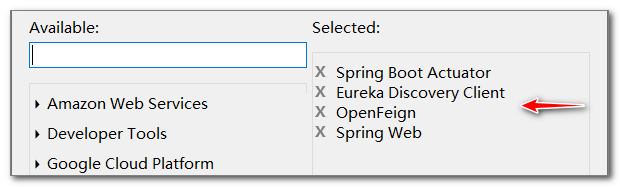 Available:
Selected:
Amazon Web Services
Developer Tools
Google Cloud Platform
X Spring Boot Actuator
X Eureka Discovery Client
X OpenFeign
X Spring Web